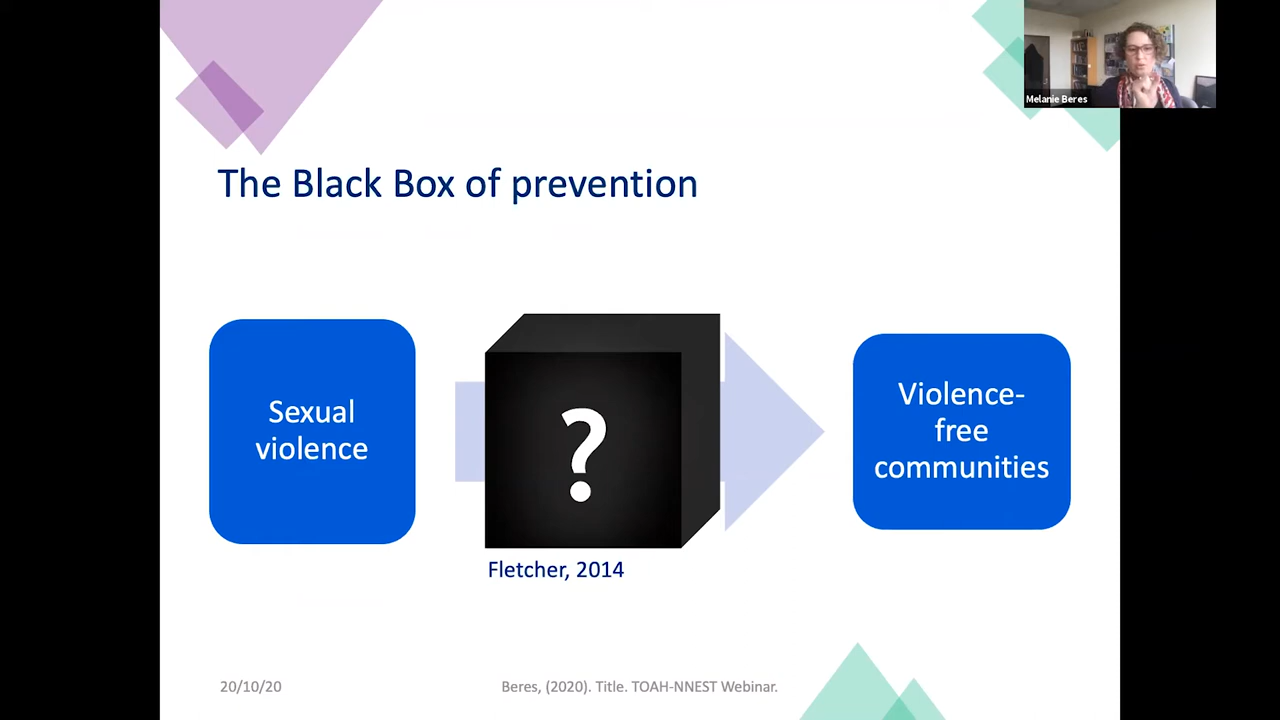 Melanie Beres
The Black Box of prevention
Sexual
violence
?
Violence-
free
communities
Fletcher, 2014
20/10/20
Beres, (2020). Title. TOAH-NNEST Webinar.